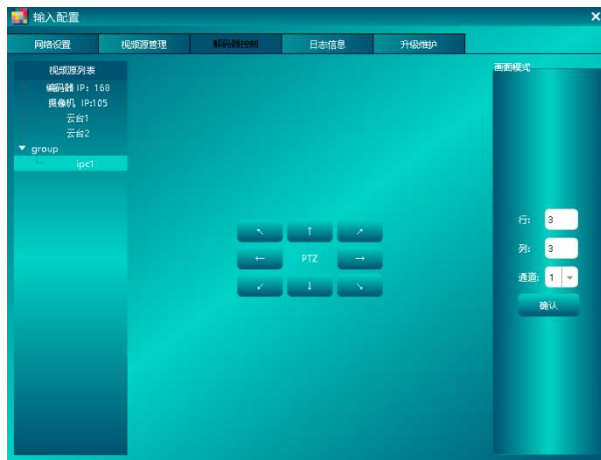 输入配置
网络设置 视频源管理 解码器控制 日志信息 升级维护
视频源列表
编码器 IP: 168
摄像机 IP:105
云台1
云台2
group
ipc1
↖ ↑ ↗
← PTZ →
↙ ↓ ↘
画面模式
行: 3
列: 3
通道: 1
确认